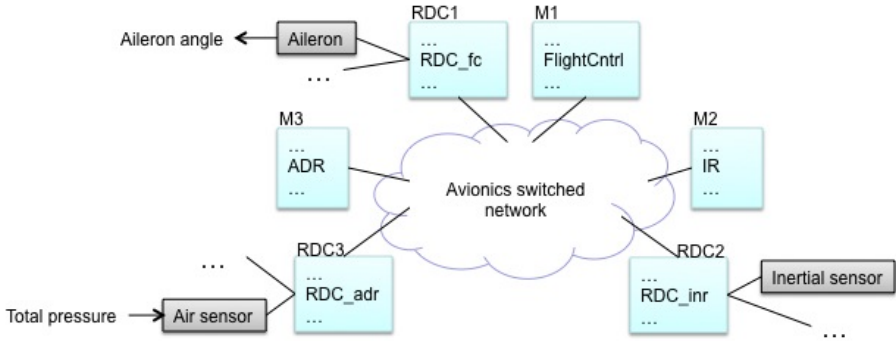 RDC1
M1
Aileron angle
Aileron
...
RDC_fc
...
...
FlightCntrl
...
...
M3
...
ADR
...
M2
...
IR
...
Avionics switched
network
RDC3
...
RDC_adr
...
...
Total pressure
Air sensor
RDC2
...
RDC_inr
...
Inertial sensor
...